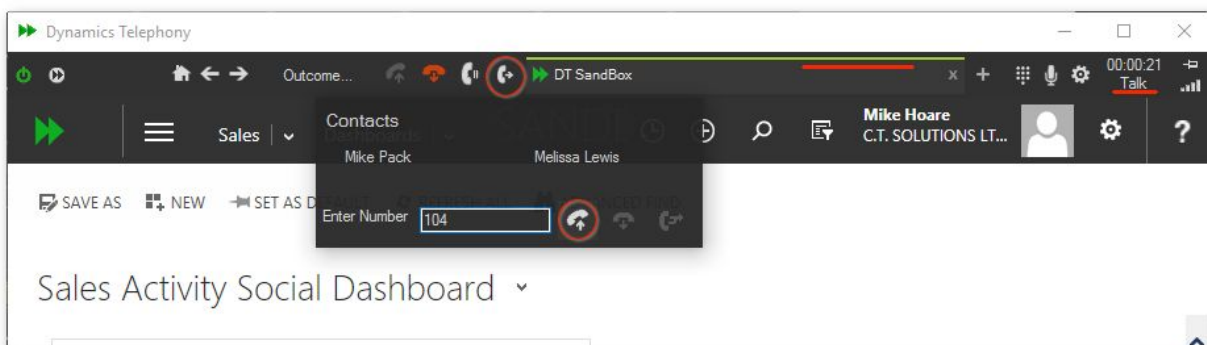 Dynamics Telephony
Outcome... DT SandBox x + 00:00:21
Talk
Sales Mike Hoare
C.T. SOLUTIONS LT... ?
Contacts
Mike Pack Melissa Lewis
SAVE AS NEW SET AS D
Enter Number 104
Sales Activity Social Dashboard